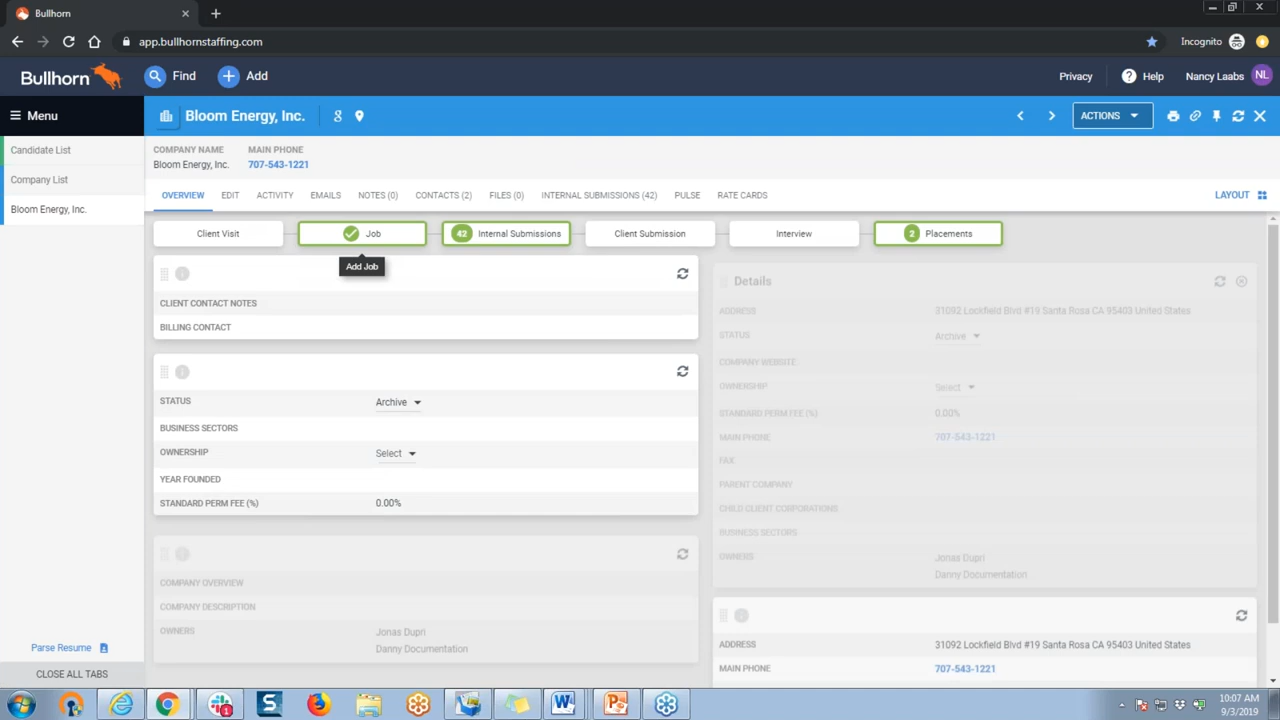 Bullhorn
app.bullhornstaffing.com
Incognito
Bullhorn Find Add Privacy ? Help Nancy Laabs NL
Menu
Candidate List
Company List
Bloom Energy, Inc.
Parse Resume
CLOSE ALL TABS
Bloom Energy, Inc. g ACTIONS
COMPANY NAME MAIN PHONE
Bloom Energy, Inc. 707-543-1221
OVERVIEW EDIT ACTIVITY EMAILS NOTES (0) CONTACTS (2) FILES (0) INTERNAL SUBMISSIONS (42) PULSE RATE CARDS LAYOUT
Client Visit Job 42 Internal Submissions Client Submission Interview 2 Placements
Add Job
CLIENT CONTACT NOTES
BILLING CONTACT
STATUS Archive
BUSINESS SECTORS
OWNERSHIP Select
YEAR FOUNDED
STANDARD PERM FEE (%) 0.00%
COMPANY OVERVIEW
COMPANY DESCRIPTION
OWNERS Jonas Dupri
Danny Documentation
Details
ADDRESS 31092 Lockfield Blvd #19 Santa Rosa CA 95403 United States
STATUS Archive
COMPANY WEBSITE
OWNERSHIP Select
STANDARD PERM FEE (%) 0.00%
MAIN PHONE 707-543-1221
FAX
PARENT COMPANY
CHILD CLIENT CORPORATIONS
BUSINESS SECTORS
OWNERS Jonas Dupri
Danny Documentation
ADDRESS 31092 Lockfield Blvd #19 Santa Rosa CA 95403 United States
MAIN PHONE 707-543-1221
10:07 AM
9/3/2019